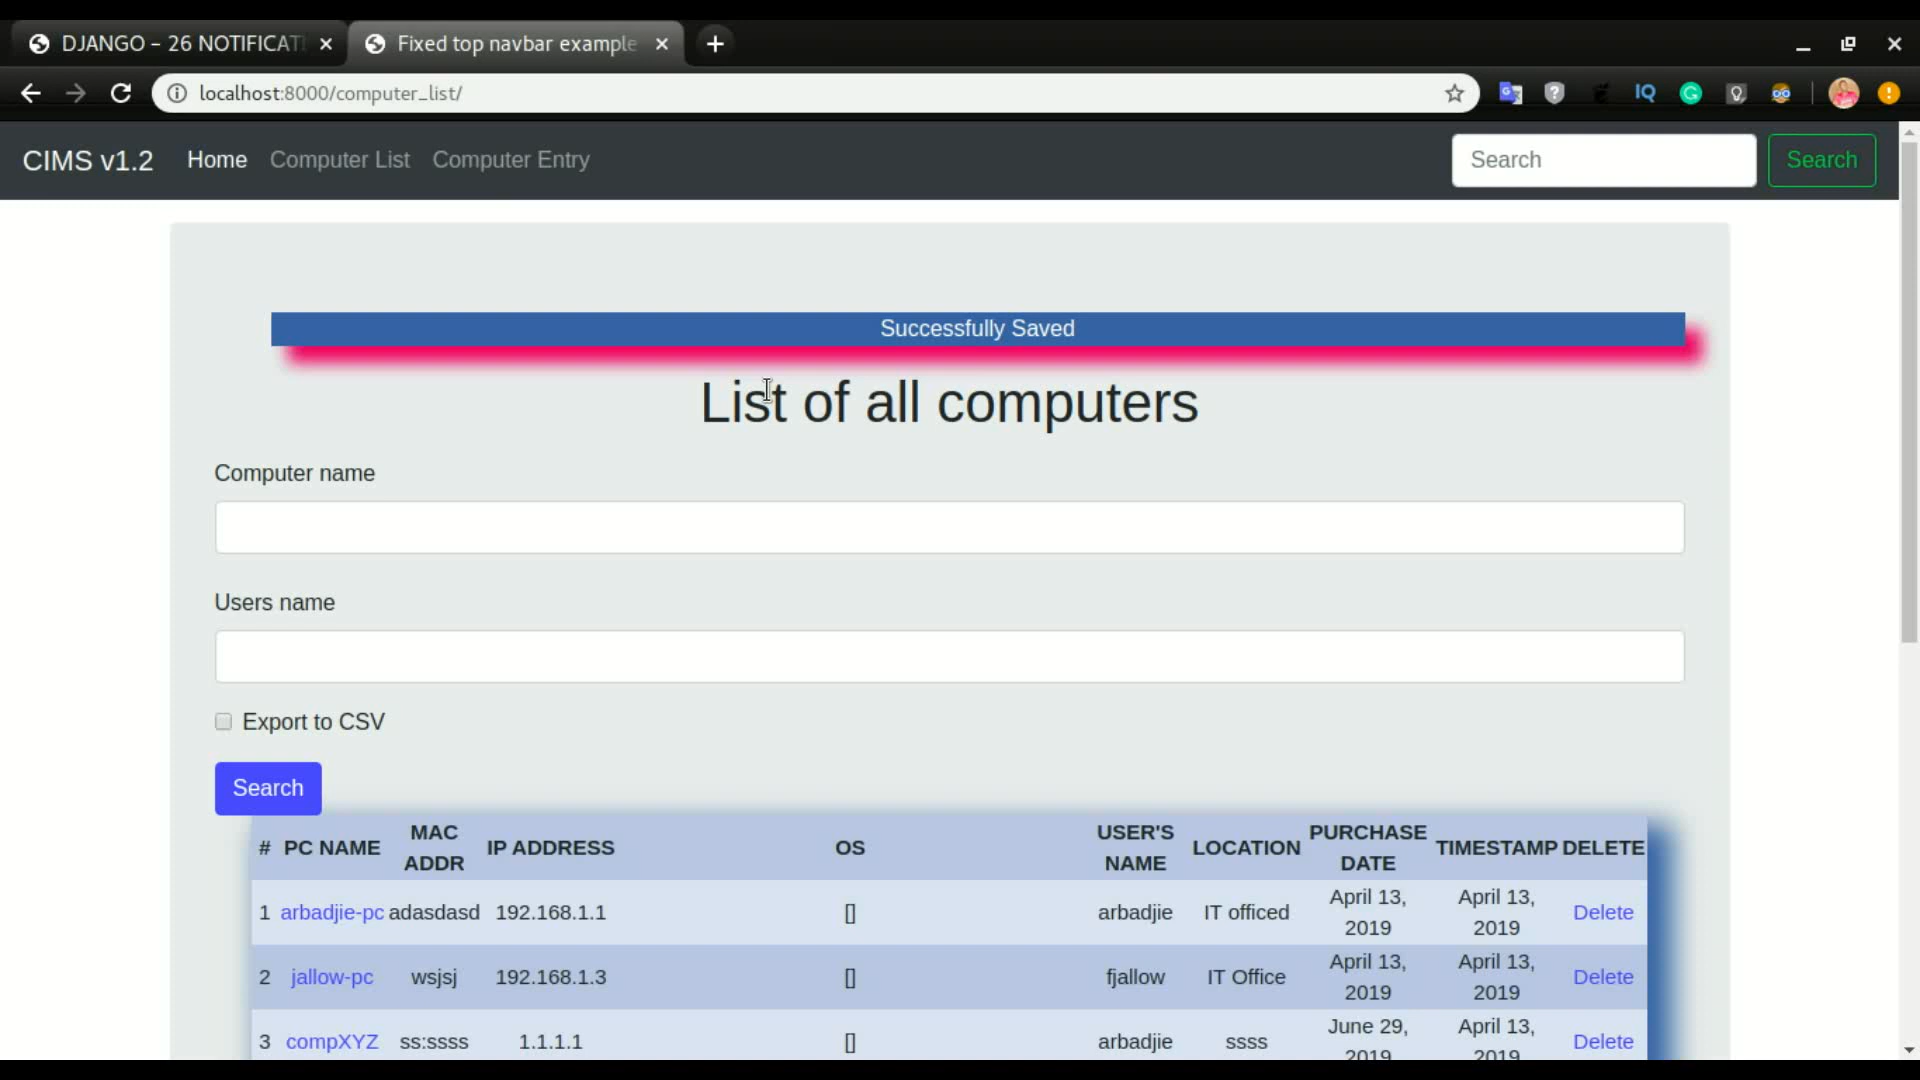 DJANGO – 26 NOTIFICAT
Fixed top navbar example
localhost:8000/computer_list/
IQ
CIMS v1.2 Home Computer List Computer Entry Search Search
Successfully Saved
List of all computers
Computer name
Users name
Export to CSV
Search
# PC NAME MAC ADDR IP ADDRESS OS USER'S NAME LOCATION PURCHASE DATE TIMESTAMP DELETE
1 arbadjie-pc adasdasd 192.168.1.1 [] arbadjie IT officed April 13, 2019 April 13, 2019 Delete
2 jallow-pc wsjsj 192.168.1.3 [] fjallow IT Office April 13, 2019 April 13, 2019 Delete
3 compXYZ ss:ssss 1.1.1.1 [] arbadjie ssss June 29, 2019 April 13, 2019 Delete